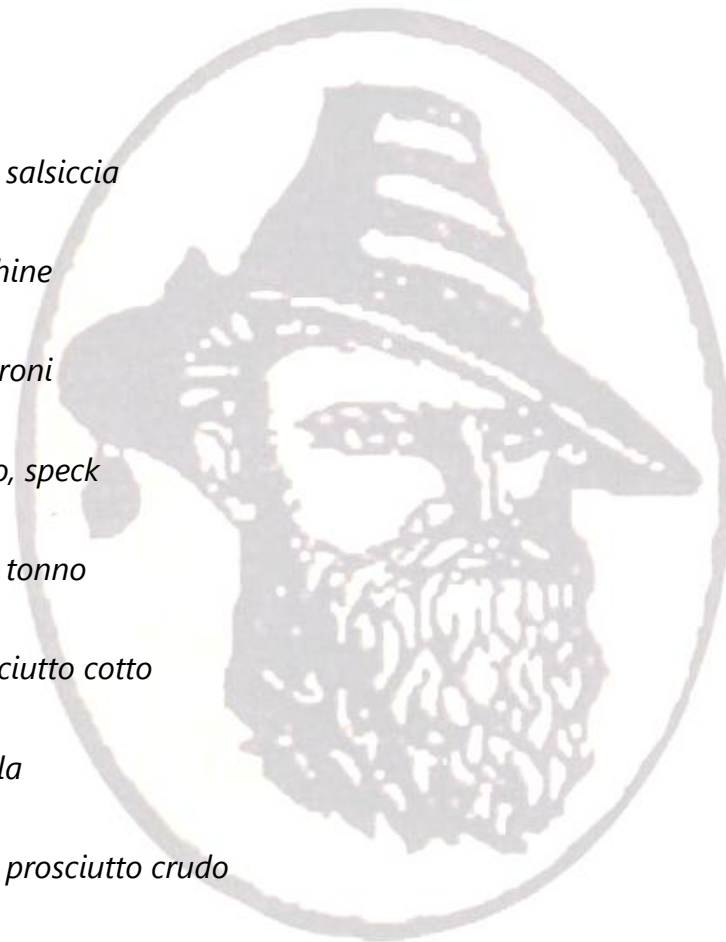 salsiccia
hine
roni
o, speck
tonno
ciutto cotto
la
prosciutto crudo